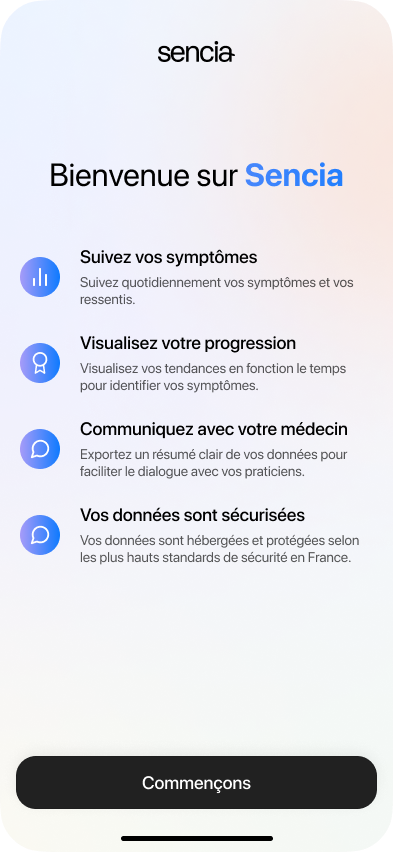 sencia
Bienvenue sur Sencia
Suivez vos symptômes
Suivez quotidiennement vos symptômes et vos
ressentis.
Visualisez votre progression
Visualisez vos tendances en fonction le temps
pour identifier vos symptômes.
Communiquez avec votre médecin
Exportez un résumé clair de vos données pour
faciliter le dialogue avec vos praticiens.
Vos données sont sécurisées
Vos données sont hébergées et protégées selon
les plus hauts standards de sécurité en France.
Commençons